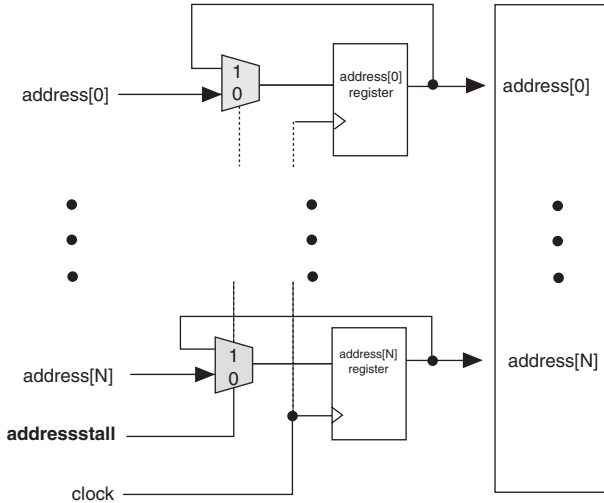 1
0
address[0]
address[0]
register
address[0]
1
0
address[N]
address[N]
register
address[N]
addressstall
clock